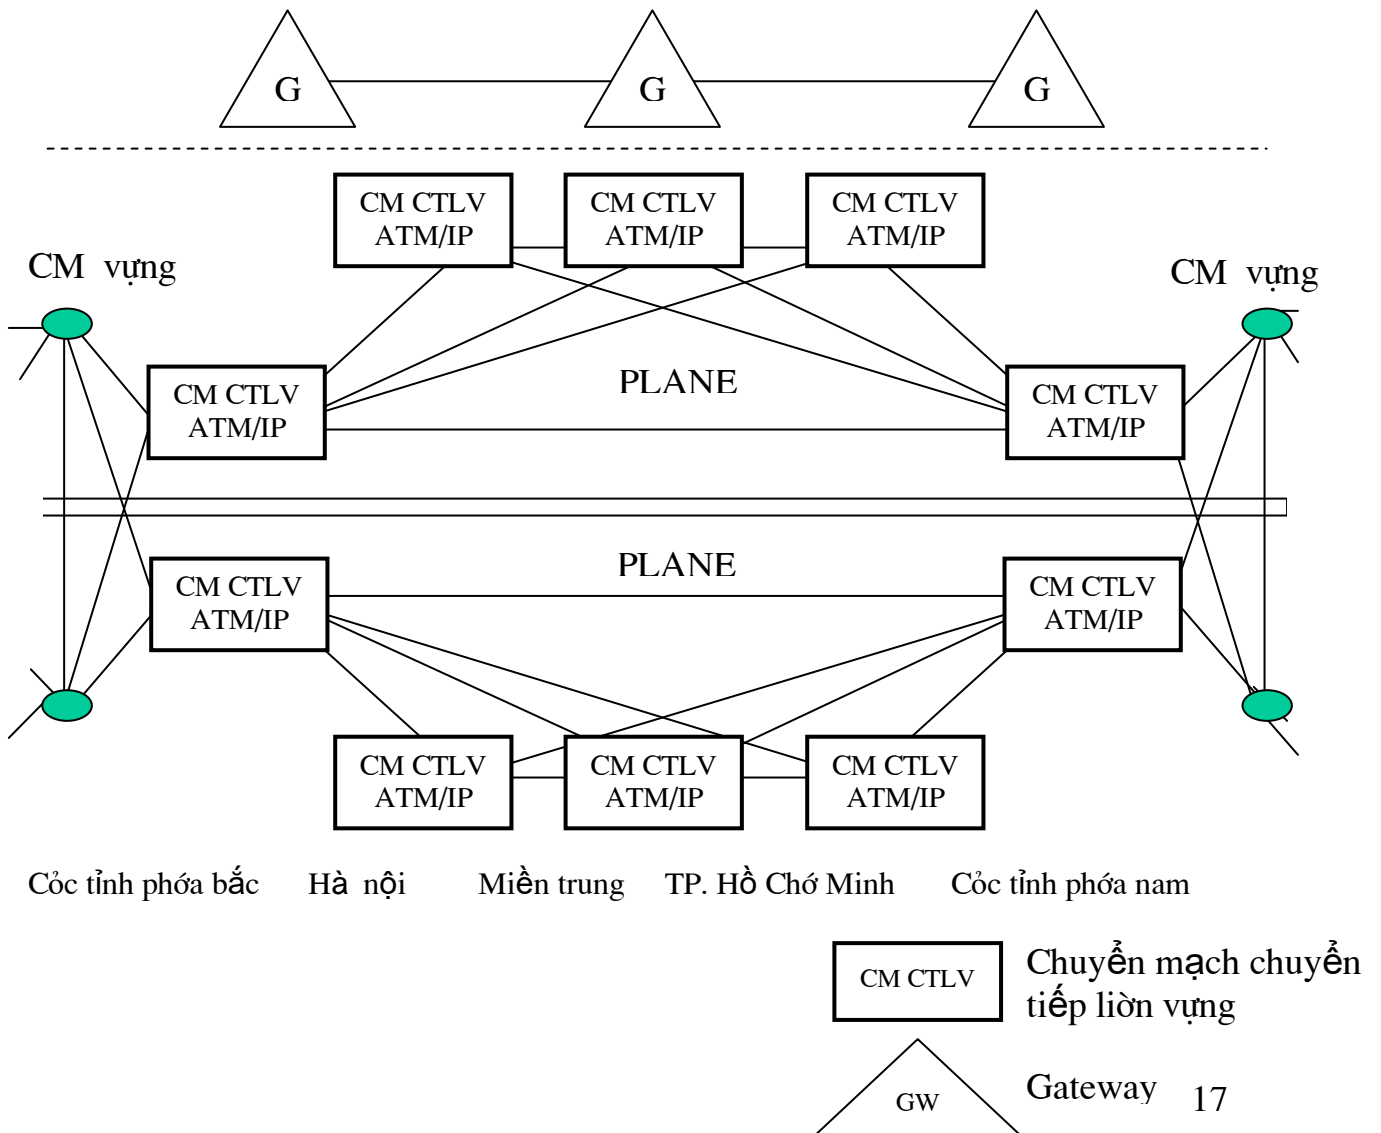 G G G
CM CTLV CM CTLV CM CTLV
ATM/IP ATM/IP ATM/IP
CM vựng CM vựng
CM CTLV PLANE CM CTLV
ATM/IP ATM/IP
PLANE
CM CTLV CM CTLV
ATM/IP ATM/IP
CM CTLV CM CTLV CM CTLV
ATM/IP ATM/IP ATM/IP
Cỏc tỉnh phớa bắc Hà nội Miền trung TP. Hồ Chớ Minh Cỏc tỉnh phớa nam
CM CTLV
Chuyển mạch chuyển
tiếp liờn vựng
GW Gateway 17